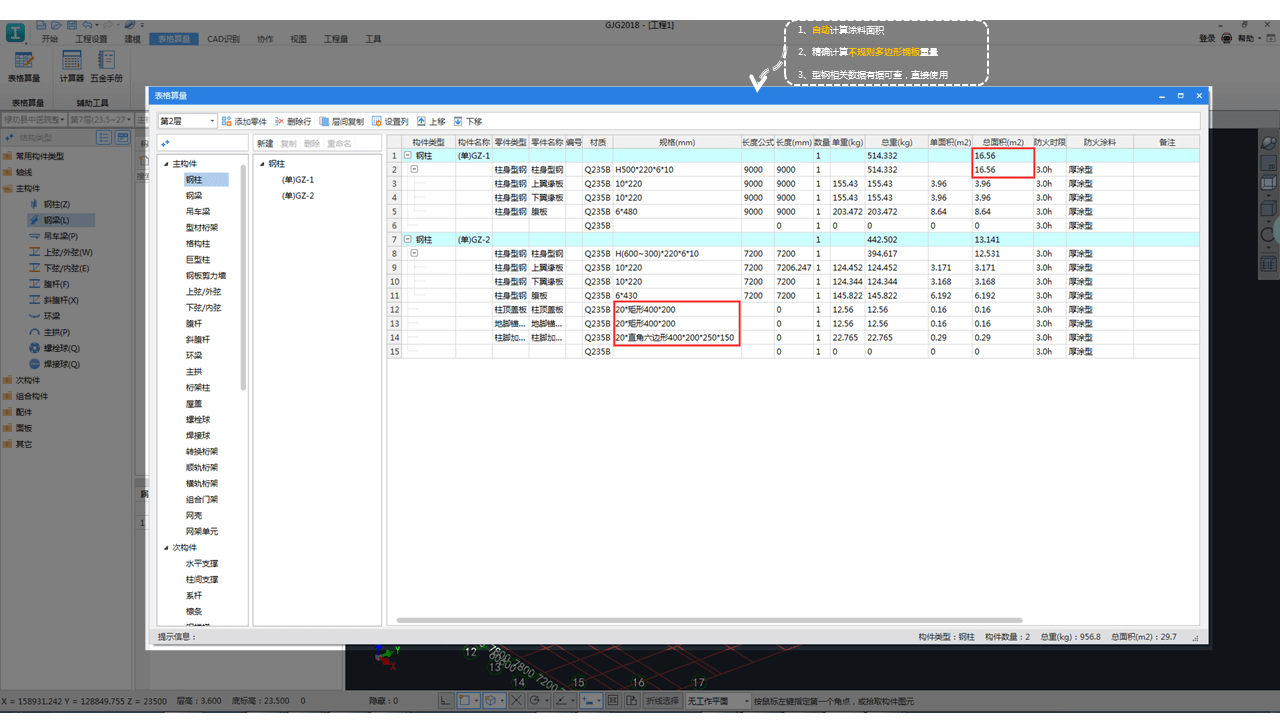 GJG2018 - [工程1]
开始 工程设置 建模 表格算量 CAD识别 协作 视图 工程量 工具
登录 帮助
1、自动计算涂料面积
2、精确计算不规则多边形钢板重量
3、型钢相关数据有据可查，直接使用
表格算量 计算器 五金手册
表格算量 辅助工具
第7层(23.5~27
结构类型
常用构件类型
轴线
主构件
钢柱(Z)
钢梁(L)
吊车梁(P)
上弦/外弦(W)
下弦/内弦(E)
腹杆(F)
斜腹杆(X)
环梁
主拱(P)
螺栓球(Q)
焊接球(Q)
次构件
组合构件
配件
面板
其它
表格算量
第2层 添加零件 删除行 层间复制 设置列 上移 下移
主构件
钢柱
钢梁
吊车梁
型材桁架
格构柱
巨型柱
钢板剪力墙
上弦/外弦
下弦/内弦
腹杆
斜腹杆
环梁
主拱
桁架柱
屋盖
螺栓球
焊接球
转换桁架
顺轨桁架
横轨桁架
组合门架
网壳
网架单元
次构件
水平支撑
柱间支撑
系杆
檩条
新建 复制 删除 重命名
钢柱
(单)GZ-1
(单)GZ-2
构件类型 构件名称 零件类型 零件名称 编号 材质 规格(mm) 长度公式 长度(mm) 数量 单重(kg) 总重(kg) 单面积(m2) 总面积(m2) 防火时限 防火涂料 备注
1 钢柱 (单)GZ-1 1 514.332 16.56
2 柱身型钢 柱身型钢 Q235B H500*220*6*10 9000 9000 1 514.332 16.56 3.0h 厚涂型
3 柱身型钢 上翼缘板 Q235B 10*220 9000 9000 1 155.43 155.43 3.96 3.96 3.0h 厚涂型
4 柱身型钢 下翼缘板 Q235B 10*220 9000 9000 1 155.43 155.43 3.96 3.96 3.0h 厚涂型
5 柱身型钢 腹板 Q235B 6*480 9000 9000 1 203.472 203.472 8.64 8.64 3.0h 厚涂型
6 Q235B 0 1 0 0 0 0 3.0h 厚涂型
7 钢柱 (单)GZ-2 1 442.502 13.141
8 柱身型钢 柱身型钢 Q235B H(600~300)*220*6*10 7200 7200 1 394.617 12.531 3.0h 厚涂型
9 柱身型钢 上翼缘板 Q235B 10*220 7200 7206.247 1 124.452 124.452 3.171 3.171 3.0h 厚涂型
10 柱身型钢 下翼缘板 Q235B 10*220 7200 7200 1 124.344 124.344 3.168 3.168 3.0h 厚涂型
11 柱身型钢 腹板 Q235B 6*430 7200 7200 1 145.822 145.822 6.192 6.192 3.0h 厚涂型
12 柱顶盖板 柱顶盖板 Q235B 20*矩形400*200 0 1 12.56 12.56 0.16 0.16 3.0h 厚涂型
13 地脚锚... 地脚锚... Q235B 20*矩形400*200 0 1 12.56 12.56 0.16 0.16 3.0h 厚涂型
14 柱脚加... 柱脚加... Q235B 20*直角六边形400*200*250*150 0 1 22.765 22.765 0.29 0.29 3.0h 厚涂型
15 Q235B 0 1 0 0 0 0 3.0h 厚涂型
提示信息： 构件类型：钢柱 构件数量：2 总重(kg)：956.8 总面积(m2)：29.7
12 7800
13 6900 7800 7200
14 15 16 17
X = 158931.242 Y = 128849.755 Z = 23500 层高：3.600 底标高：23.500 0 隐藏：0 折线选择 无工作平面 按鼠标左键指定第一个角点，或拾取构件图元